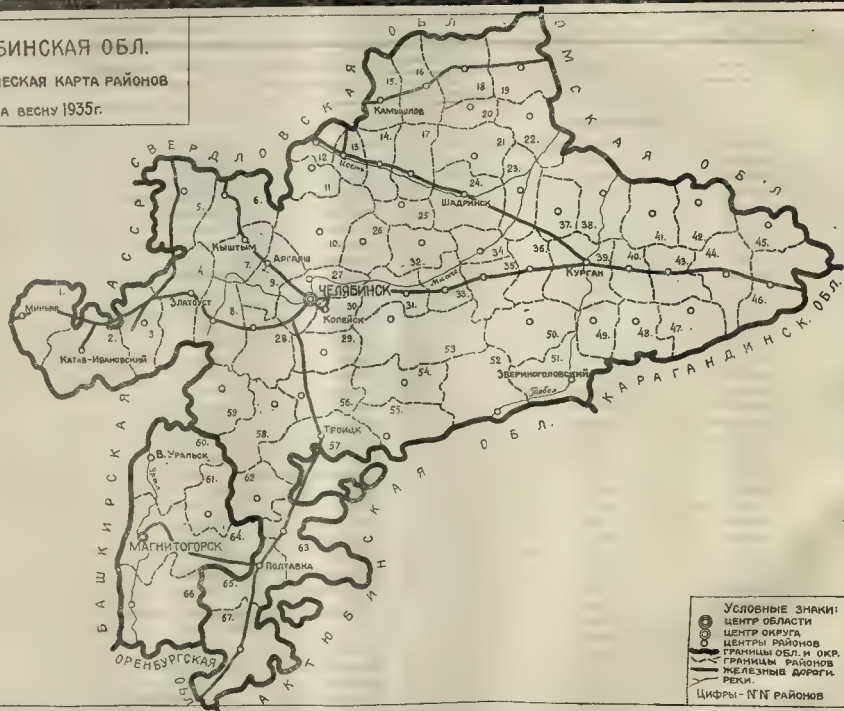 БИНСКАЯ ОБЛ.
ЧЕСКАЯ КАРТА РАЙОНОВ
А ВЕСНУ 1935г.
СВЕРДЛОВСКАЯ ОБЛ.
ОМСКАЯ ОБЛ.
15.
16
18
19
КАМЫШЛОВ
20
14.
17
21
22.
13
Исеть
12
11
23.
24.
ШАДРИНСК
5.
6.
25
10.
26
37.
38.
41.
42.
45.
КЫШТЫМ
АРГАЯШ
7.
4.
9.
27
32.
34
Миасс
36.
39.
40.
43.
44.
КУРГАН
35
33.
31.
30
ЧЕЛЯБИНСК
КОПЕЙСК
46.
АССР
1.
МИНЬЯР
2.
3
ЗЛАТОУСТ
8.
28.
29.
КАТАВ-ИВАНОВСКИЙ
50.
49.
48.
47.
51.
52
53
54.
55.
56.
ЗВЕРИНОГОЛОВСКИЙ
Тобол
КАРАГАНДИНСК. ОБЛ.
59
60.
58.
ТРОИЦК
57
В. УРАЛЬСК
Урал
61.
62
64.
63
МАГНИТОГОРСК
ПОЛТАВКА
65.
66
67.
БАШКИРСКАЯ
АКТЮБИНСКАЯ ОБЛ.
ОРЕНБУРГСКАЯ
ОБЛ
УСЛОВНЫЕ ЗНАКИ:
ЦЕНТР ОБЛАСТИ
ЦЕНТР ОКРУГА
ЦЕНТРЫ РАЙОНОВ
ГРАНИЦЫ ОБЛ. И ОКР.
ГРАНИЦЫ РАЙОНОВ
ЖЕЛЕЗНЫЕ ДОРОГИ.
РЕКИ.
ЦИФРЫ - №№ РАЙОНОВ